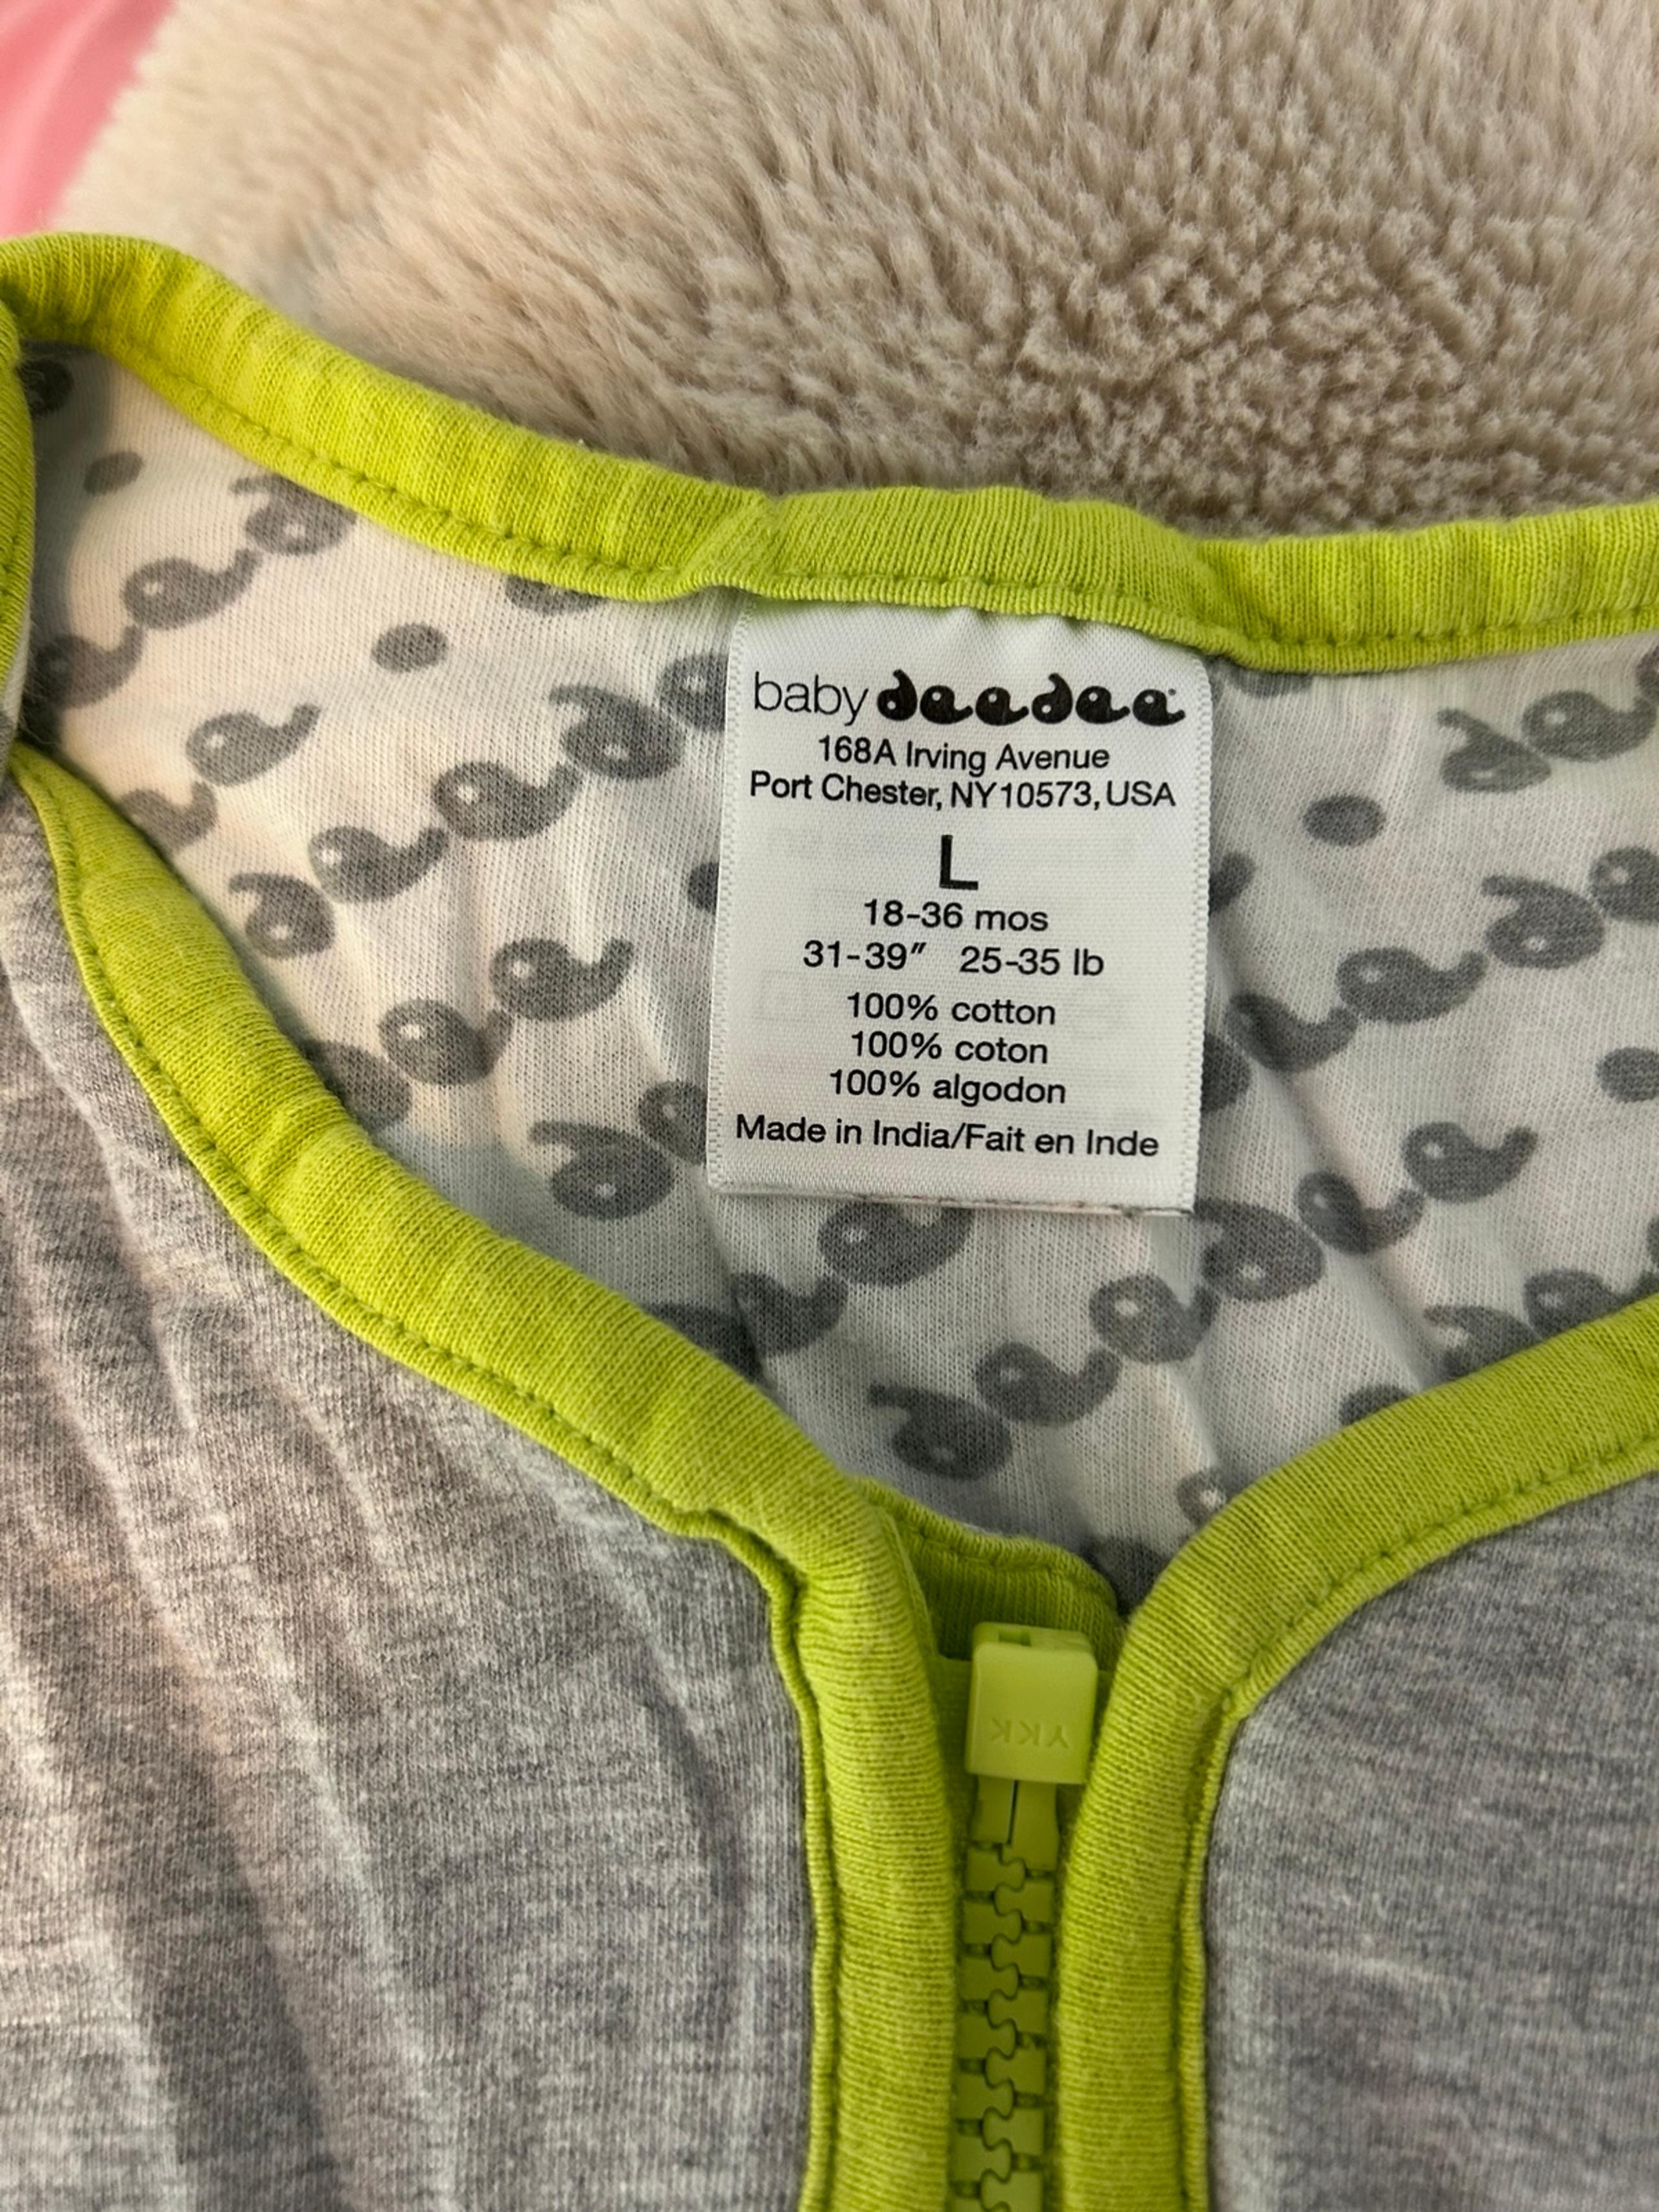 baby deedee
168A Irving Avenue
Port Chester, NY10573, USA
L
18-36 mos
31-39" 25-35 lb
100% cotton
100% coton
100% algodon
Made in India/Fait en Inde
YKK